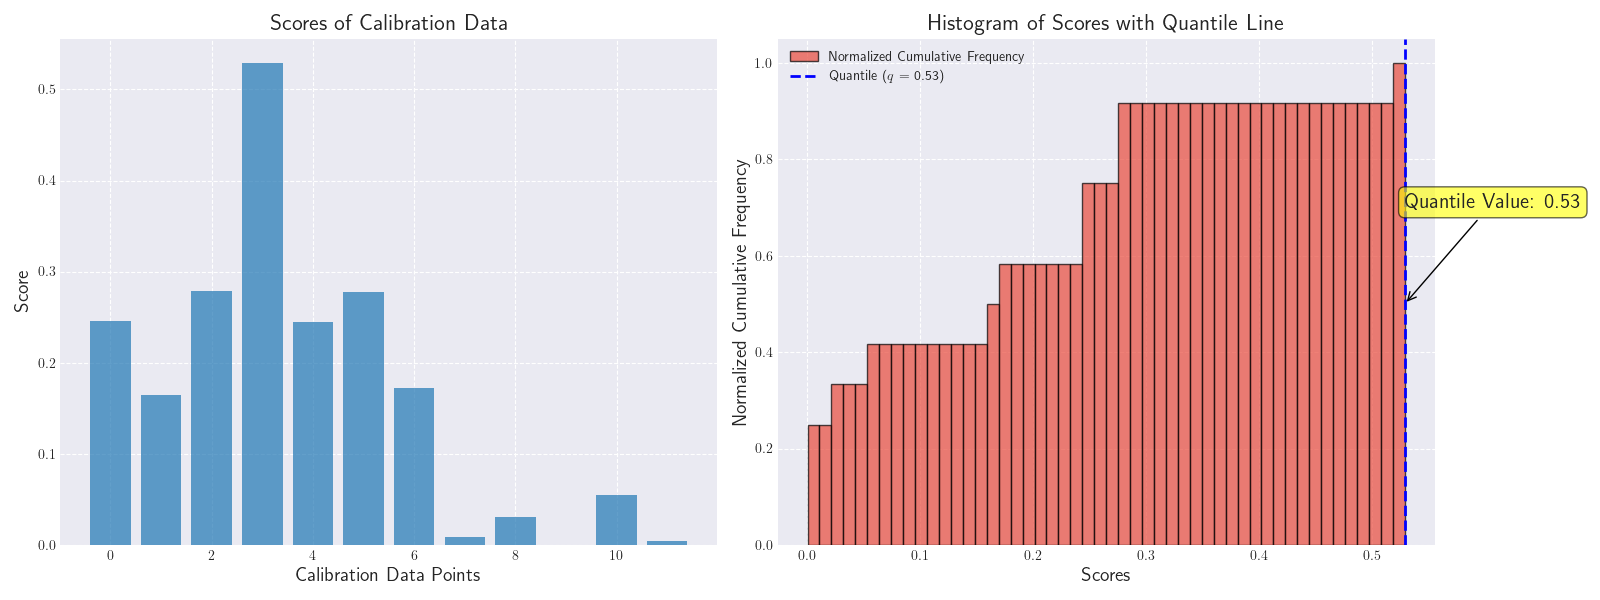 Scores of Calibration Data
Score
0.5
0.4
0.3
0.2
0.1
0.0
0 2 4 6 8 10
Calibration Data Points
Histogram of Scores with Quantile Line
Normalized Cumulative Frequency
Quantile (q = 0.53)
Normalized Cumulative Frequency
1.0
0.8
0.6
0.4
0.2
0.0
Quantile Value: 0.53
0.0 0.1 0.2 0.3 0.4 0.5
Scores